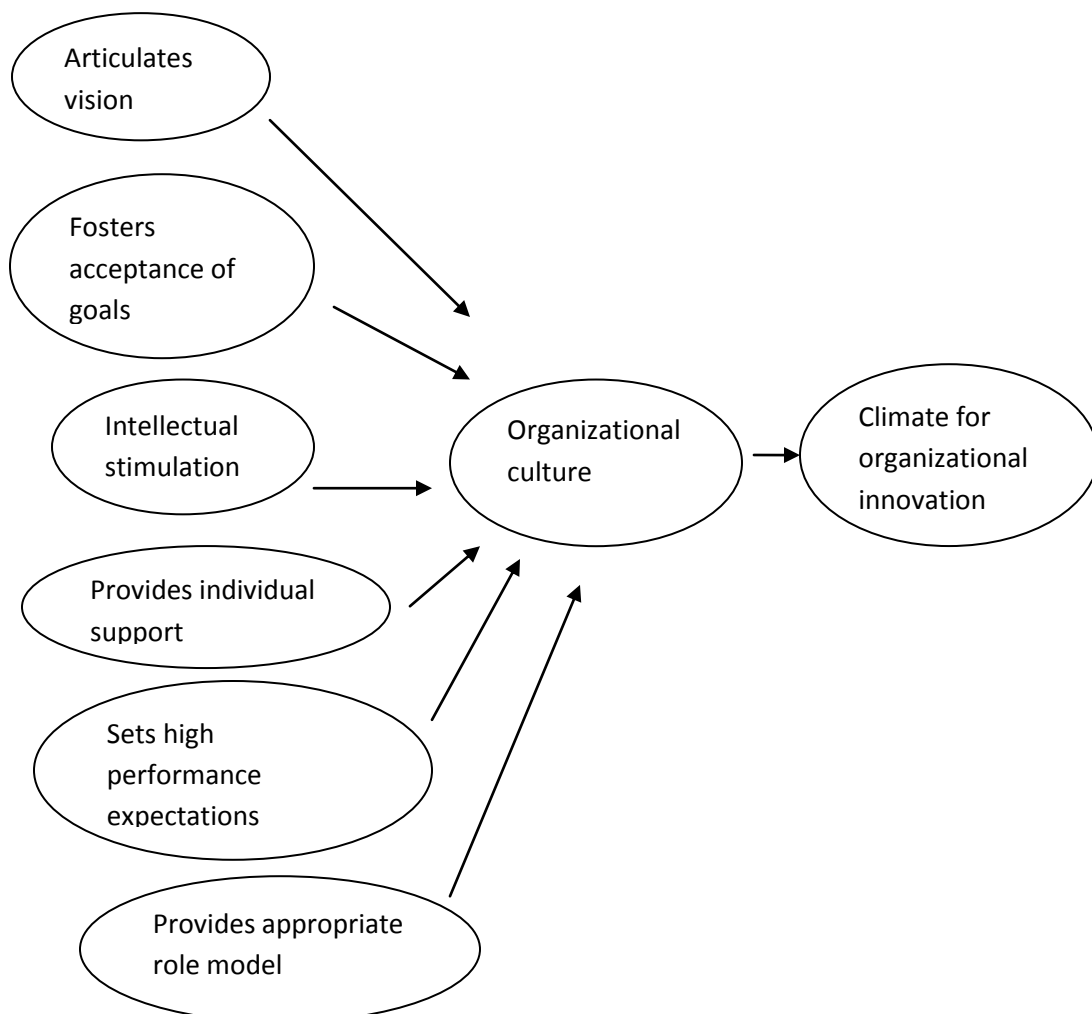 Articulates
vision
Fosters
acceptance of
goals
Intellectual
stimulation
Organizational
culture
Climate for
organizational
innovation
Provides individual
support
Sets high
performance
expectations
Provides appropriate
role model